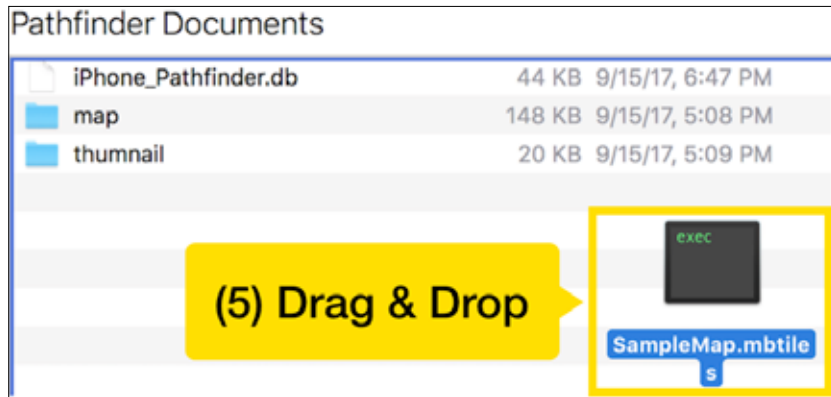 Pathfinder Documents
iPhone_Pathfinder.db 44 KB 9/15/17, 6:47 PM
map 148 KB 9/15/17, 5:08 PM
thumnail 20 KB 9/15/17, 5:09 PM
exec
(5) Drag & Drop
SampleMap.mbtile
s